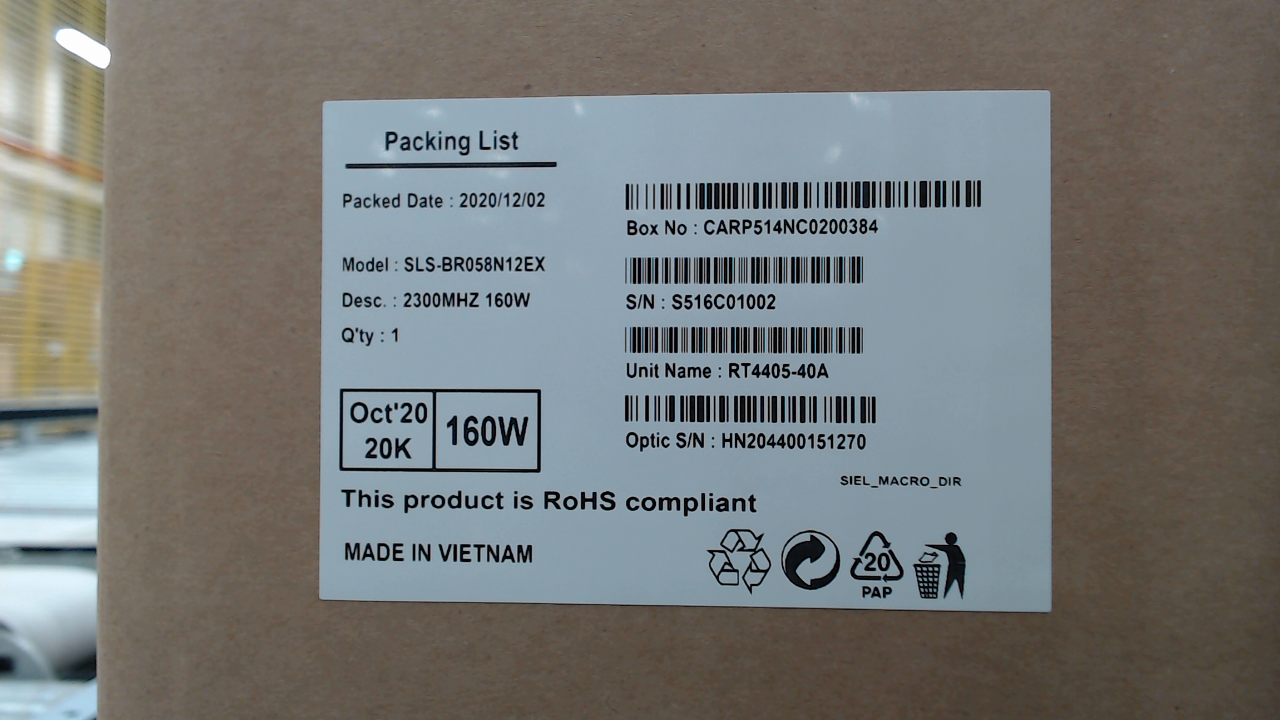 Packing List
Packed Date : 2020/12/02
Box No : CARP514NC0200384
Model : SLS-BR058N12EX
Desc. : 2300MHZ 160W
S/N : S516C01002
Q'ty : 1
Unit Name : RT4405-40A
Oct'20
20K
160W
Optic S/N : HN204400151270
SIEL_MACRO_DIR
This product is RoHS compliant
MADE IN VIETNAM
20
PAP